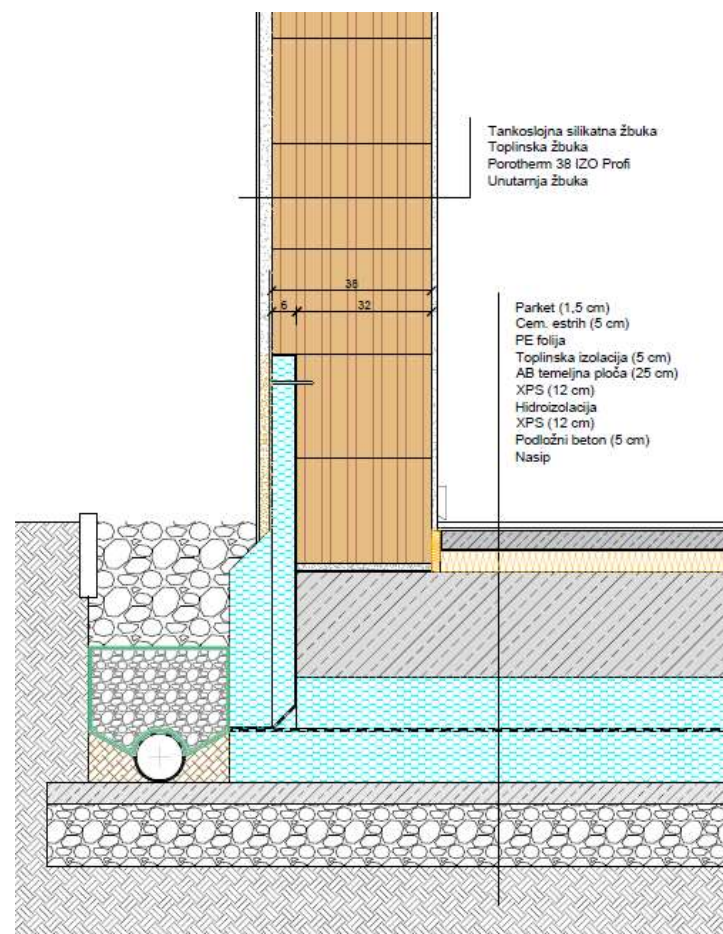 Tankoslojna silikatna žbuka
Toplinska žbuka
Porotherm 38 IZO Profi
Unutarnja žbuka
38
6
32
Parket (1,5 cm)
Cem. estrih (5 cm)
PE folija
Toplinska izolacija (5 cm)
AB temeljna ploča (25 cm)
XPS (12 cm)
Hidroizolacija
XPS (12 cm)
Podložni beton (5 cm)
Nasip